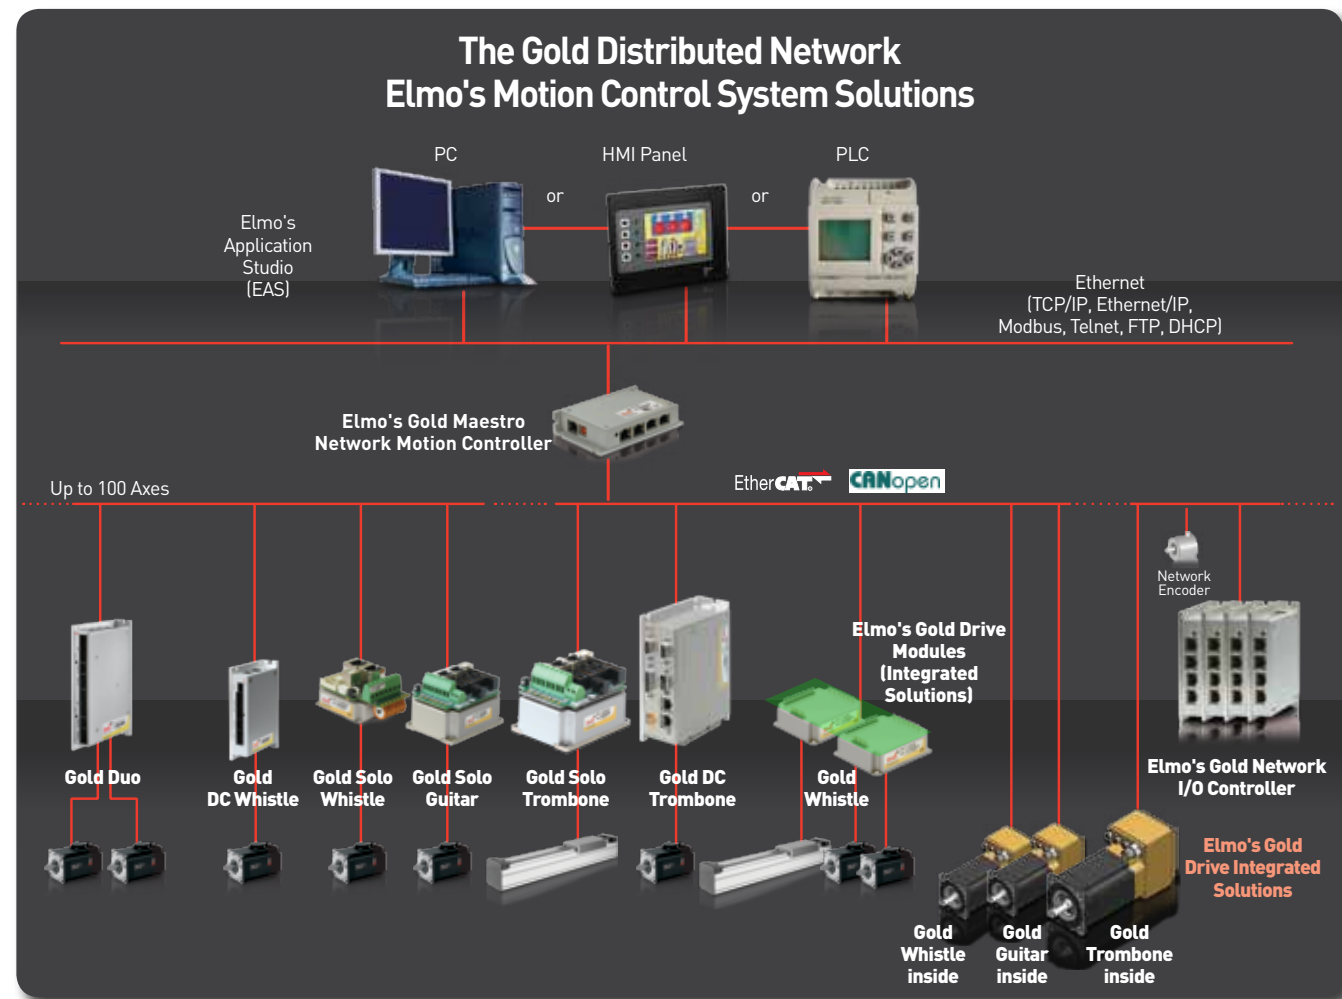 The Gold Distributed Network
Elmo's Motion Control System Solutions
PC
HMI Panel
PLC
or
or
Elmo's
Application
Studio
(EAS)
Ethernet
(TCP/IP, Ethernet/IP,
Modbus, Telnet, FTP, DHCP)
Elmo's Gold Maestro
Network Motion Controller
Up to 100 Axes
EtherCAT
CANopen
Network
Encoder
Elmo's Gold Drive
Modules
(Integrated
Solutions)
Gold Duo
Gold
DC Whistle
Gold Solo
Whistle
Gold Solo
Guitar
Gold Solo
Trombone
Gold DC
Trombone
Gold
Whistle
Elmo's Gold Network
I/O Controller
Elmo's Gold
Drive Integrated
Solutions
Gold
Whistle
inside
Gold
Guitar
inside
Gold
Trombone
inside